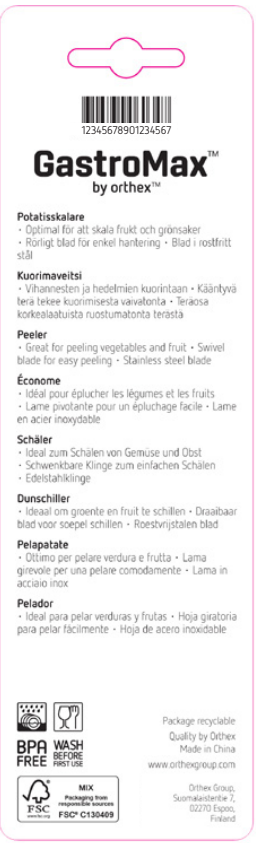 12345678901234567
GastroMax™
by orthex™
Potatisskalare
• Optimal för att skala frukt och grönsaker
• Rörligt blad för enkel hantering • Blad i rostfritt
stål
Kuorimaveitsi
• Vihannesten ja hedelmien kuorintaan • Kääntyvä
terä tekee kuorimisesta vaivatonta • Teräosa
korkealaatuista ruostumatonta terästä
Peeler
• Great for peeling vegetables and fruit • Swivel
blade for easy peeling • Stainless steel blade
Économe
• Idéal pour éplucher les légumes et les fruits
• Lame pivotante pour un épluchage facile • Lame
en acier inoxydable
Schäler
• Ideal zum Schälen von Gemüse und Obst
• Schwenkbare Klinge zum einfachen Schälen
• Edelstahlklinge
Dunschiller
• Ideaal om groente en fruit te schillen • Draaibaar
blad voor soepel schillen • Roestvrijstalen blad
Pelapatate
• Ottimo per pelare verdura e frutta • Lama
girevole per una pelare comodamente • Lama in
acciaio inox
Pelador
• Ideal para pelar verduras y frutas • Hoja giratoria
para pelar fácilmente • Hoja de acero inoxidable
BPA
FREE
WASH
BEFORE
FIRST USE
Package recyclable
Quality by Orthex
Made in China
www.orthexgroup.com
FSC
www.fsc.org
MIX
Packaging from
responsible sources
FSC® C130409
Orthex Group,
Suomalaistentie 7,
02270 Espoo,
Finland